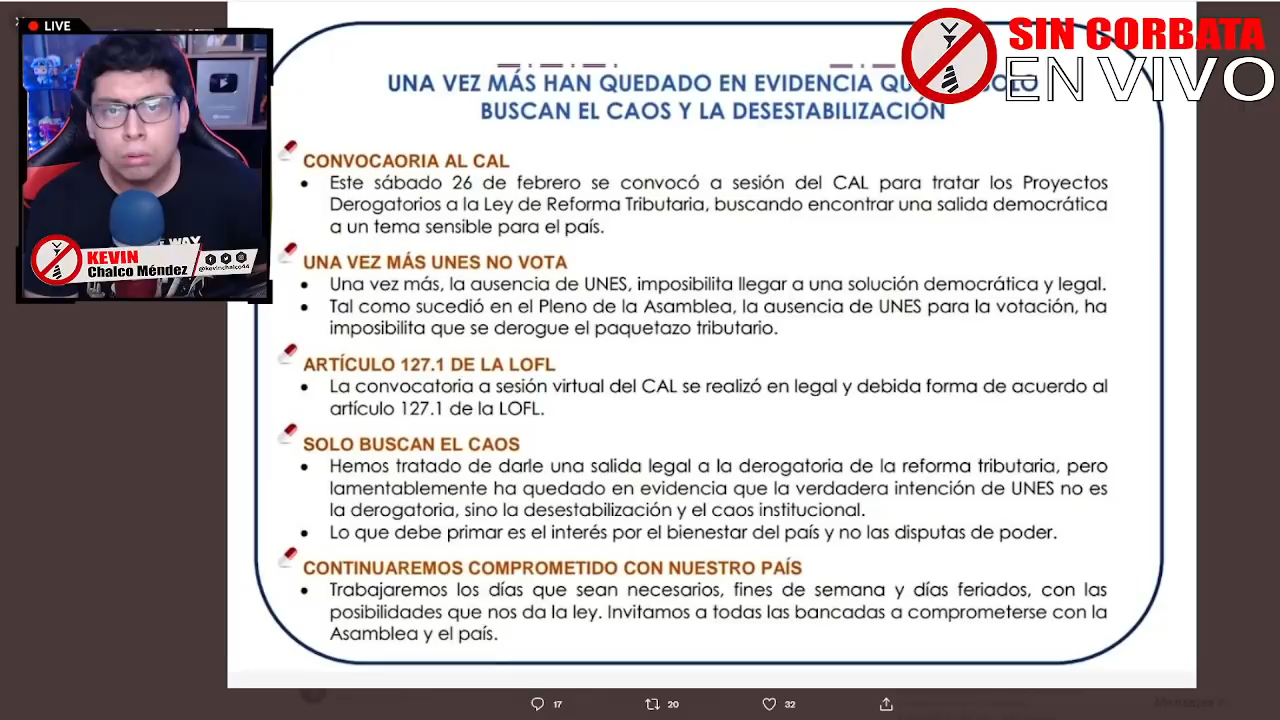 LIVE
SIN CORBATA
EN VIVO
UNA VEZ MÁS HAN QUEDADO EN EVIDENCIA
BUSCAN EL CAOS Y LA DESESTABILIZACIÓN
CONVOCAORIA AL CAL
• Este sábado 26 de febrero se convocó a sesión del CAL para tratar los Proyectos
Derogatorios a la Ley de Reforma Tributaria, buscando encontrar una salida democrática
a un tema sensible para el país.
WAY
KEVIN
Chalco Méndez
@kevinchalco44
UNA VEZ MÁS UNES NO VOTA
• Una vez más, la ausencia de UNES, imposibilita llegar a una solución democrática y legal.
• Tal como sucedió en el Pleno de la Asamblea, la ausencia de UNES para la votación, ha
imposibilita que se derogue el paquetazo tributario.
ARTÍCULO 127.1 DE LA LOFL
• La convocatoria a sesión virtual del CAL se realizó en legal y debida forma de acuerdo al
artículo 127.1 de la LOFL.
SOLO BUSCAN EL CAOS
• Hemos tratado de darle una salida legal a la derogatoria de la reforma tributaria, pero
lamentablemente ha quedado en evidencia que la verdadera intención de UNES no es
la derogatoria, sino la desestabilización y el caos institucional.
• Lo que debe primar es el interés por el bienestar del país y no las disputas de poder.
CONTINUAREMOS COMPROMETIDO CON NUESTRO PAÍS
• Trabajaremos los días que sean necesarios, fines de semana y días feriados, con las
posibilidades que nos da la ley. Invitamos a todas las bancadas a comprometerse con la
Asamblea y el país.
17 20 32